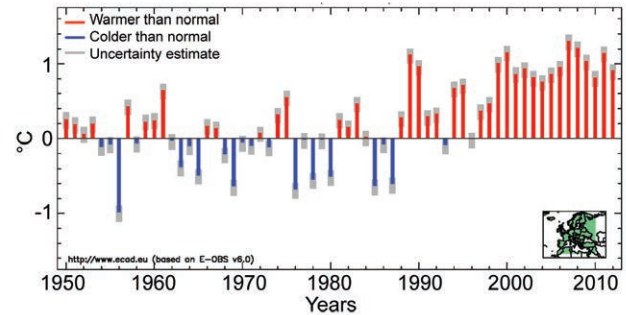 Warmer than normal
Colder than normal
Uncertainty estimate
1
0
-1
°C
http://www.ecad.eu (based on E-OBS v6.0)
1950 1960 1970 1980 1990 2000 2010
Years